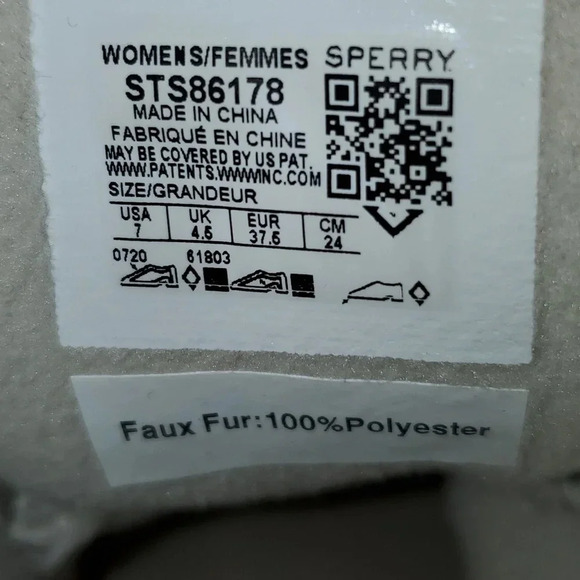 WOMENS/FEMMES SPERRY
STS86178
MADE IN CHINA
FABRIQUÉ EN CHINE
MAY BE COVERED BY US PAT.
WWW.PATENTS.WWWINC.COM
SIZE/GRANDEUR
USA UK EUR CM
7 4.5 37.5 24
0720 61803
Faux Fur:100%Polyester